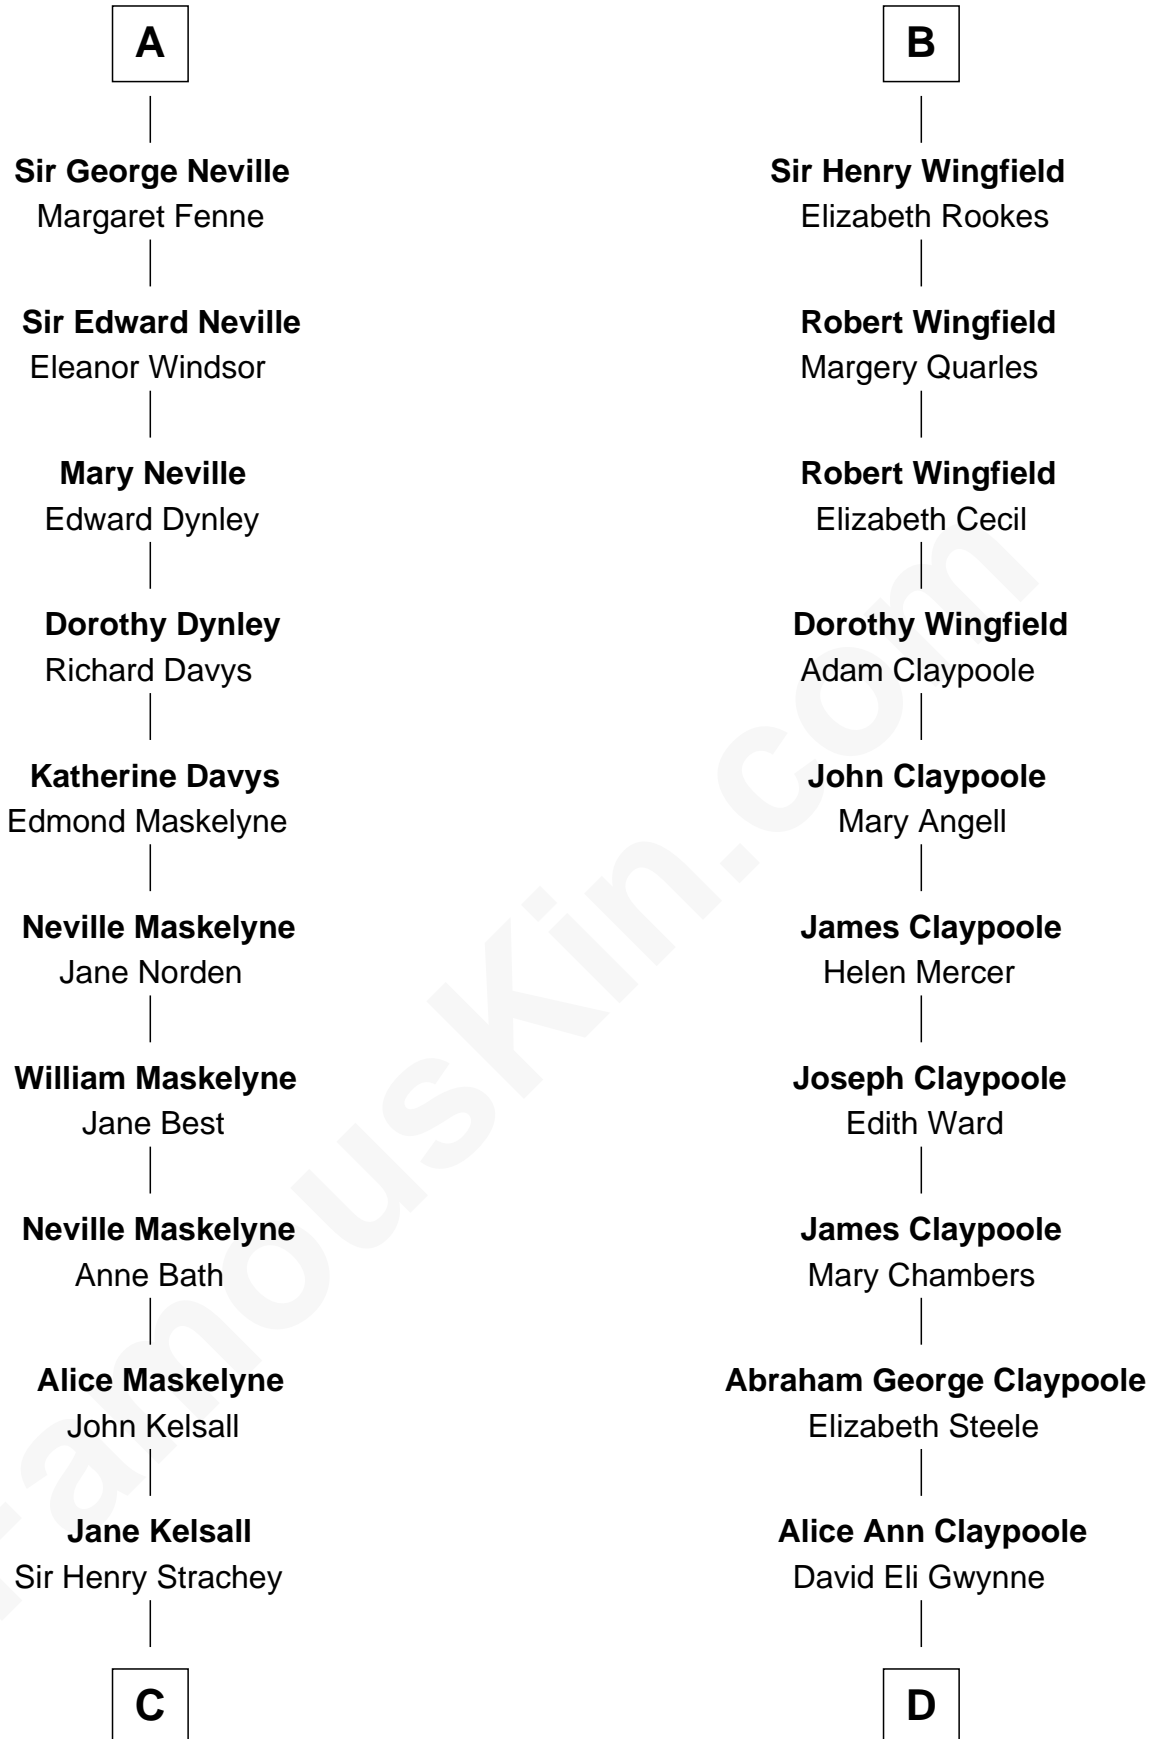 A
Sir George Neville
Margaret Fenne
Sir Edward Neville
Eleanor Windsor
Mary Neville
Edward Dynley
Dorothy Dynley
Richard Davys
Katherine Davys
Edmond Maskelyne
Neville Maskelyne
Jane Norden
William Maskelyne
Jane Best
Neville Maskelyne
Anne Bath
Alice Maskelyne
John Kelsall
Jane Kelsall
Sir Henry Strachey
C
B
Sir Henry Wingfield
Elizabeth Rookes
Robert Wingfield
Margery Quarles
Robert Wingfield
Elizabeth Cecil
Dorothy Wingfield
Adam Claypoole
John Claypoole
Mary Angell
James Claypoole
Helen Mercer
Joseph Claypoole
Edith Ward
James Claypoole
Mary Chambers
Abraham George Claypoole
Elizabeth Steele
Alice Ann Claypoole
David Eli Gwynne
D
FamousKin.com